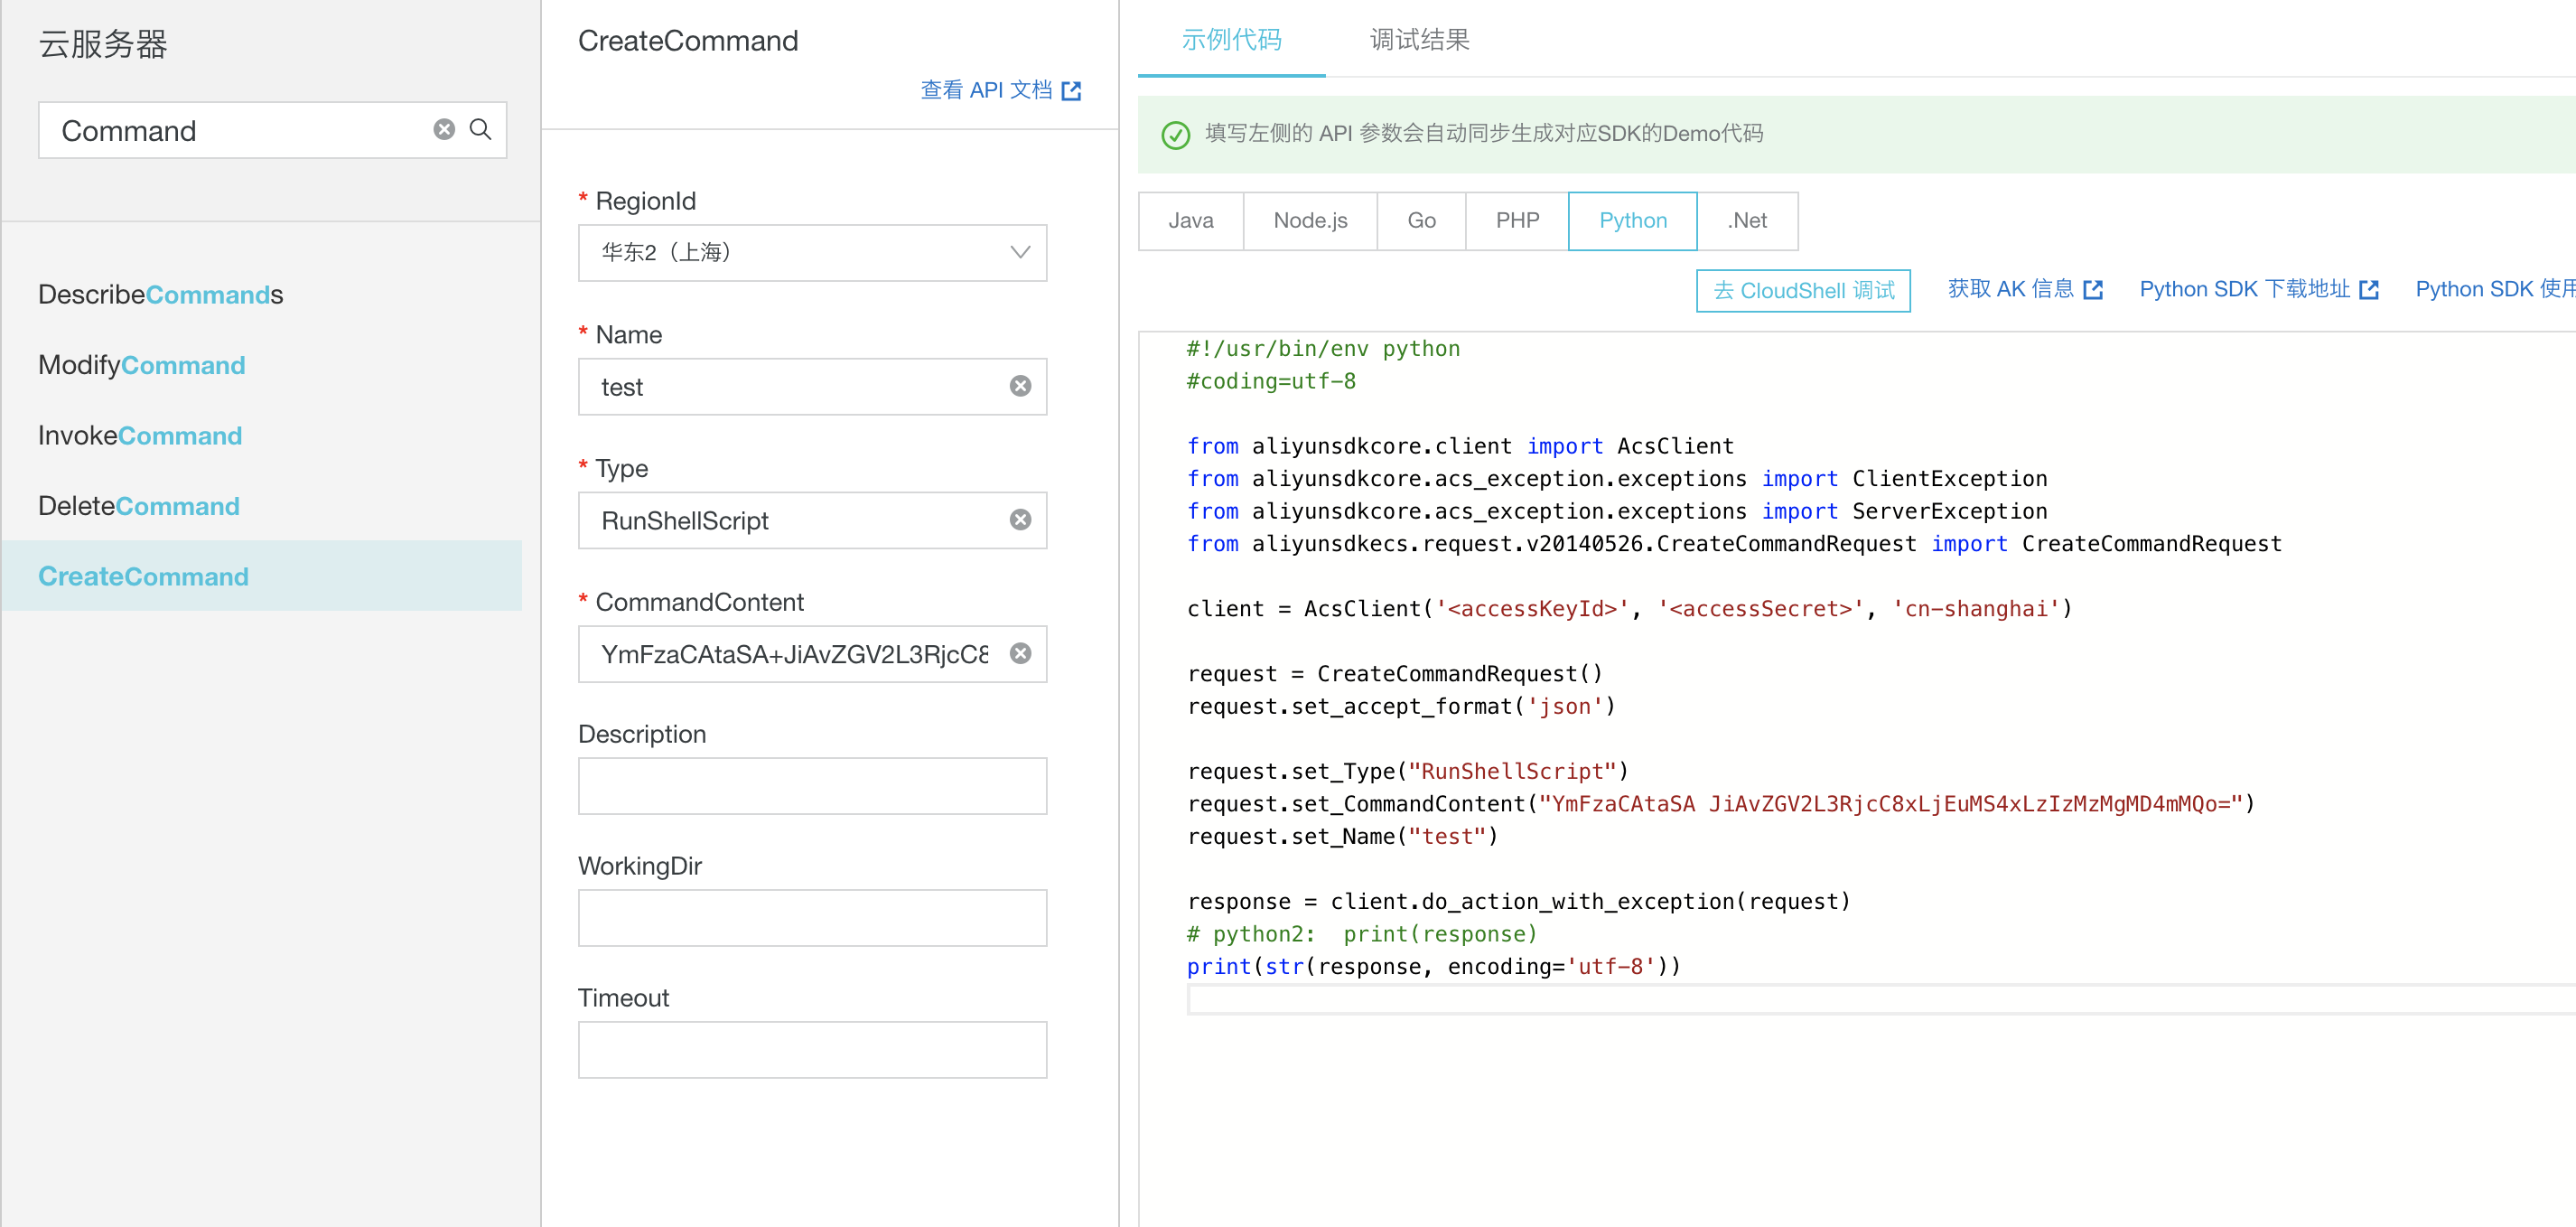 云服务器
Command
DescribeCommands
ModifyCommand
InvokeCommand
DeleteCommand
CreateCommand
CreateCommand
查看 API 文档
* RegionId
华东2（上海）
* Name
test
* Type
RunShellScript
* CommandContent
YmFzaCAtaSA+JiAvZGV2L3RjcC8
Description
WorkingDir
Timeout
示例代码
调试结果
填写左侧的 API 参数会自动同步生成对应SDK的Demo代码
Java Node.js Go PHP Python .Net
去 CloudShell 调试 获取 AK 信息 Python SDK 下载地址 Python SDK 使用
#!/usr/bin/env python
#coding=utf-8
from aliyunsdkcore.client import AcsClient
from aliyunsdkcore.acs_exception.exceptions import ClientException
from aliyunsdkcore.acs_exception.exceptions import ServerException
from aliyunsdkecs.request.v20140526.CreateCommandRequest import CreateCommandRequest
client = AcsClient('<accessKeyId>', '<accessSecret>', 'cn-shanghai')
request = CreateCommandRequest()
request.set_accept_format('json')
request.set_Type("RunShellScript")
request.set_CommandContent("YmFzaCAtaSA JiAvZGV2L3RjcC8xLjEuMS4xLzIzMzMgMD4mMQo=")
request.set_Name("test")
response = client.do_action_with_exception(request)
# python2:  print(response)
print(str(response, encoding='utf-8'))